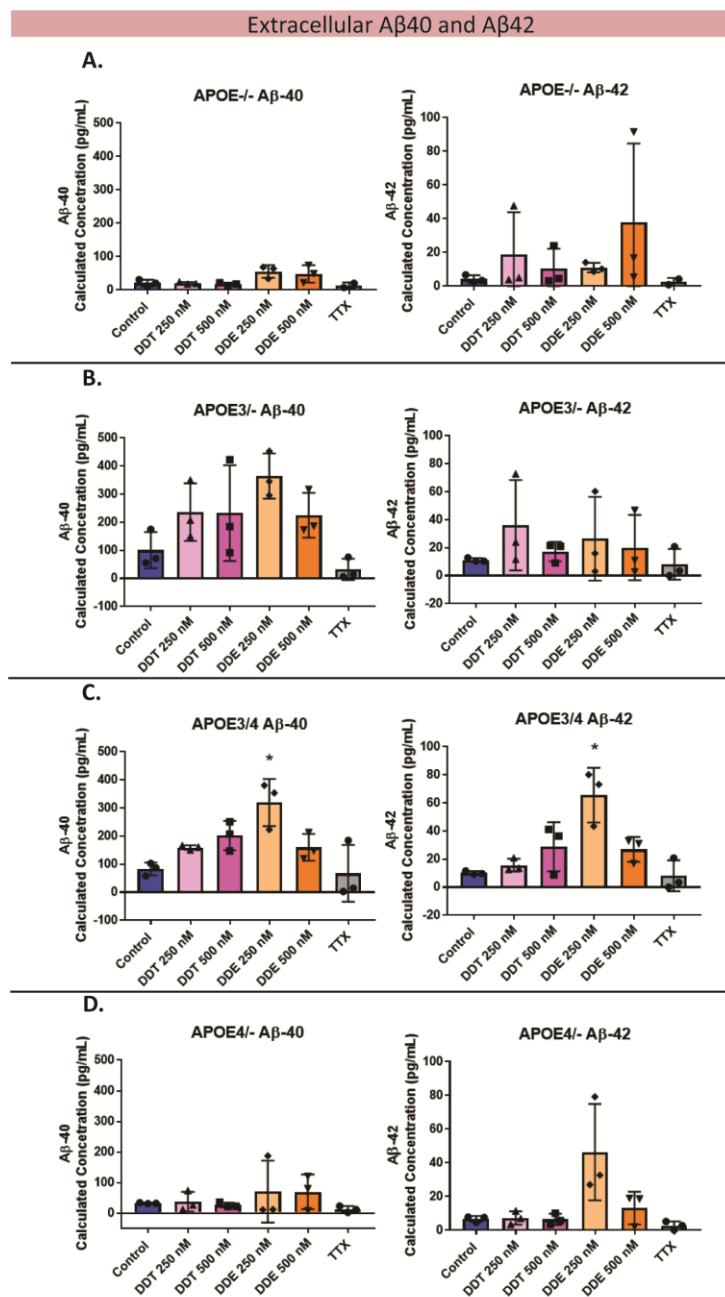 Extracellular Aβ40 and Aβ42
A.
APOE-/- Aβ-40
Aβ-40
Calculated Concetration (pg/mL)
500
400
300
200
100
0
Control
DDT 250 nM
DDT 500 nM
DDE 250 nM
DDE 500 nM
TTX
APOE-/- Aβ-42
Aβ-42
Calculated Concetration (pg/mL)
100
80
60
40
20
0
Control
DDT 250 nM
DDT 500 nM
DDE 250 nM
DDE 500 nM
TTX
B.
APOE3/- Aβ-40
Aβ-40
Calculated Concetration (pg/mL)
500
400
300
200
100
0
-100
Control
DDT 250 nM
DDT 500 nM
DDE 250 nM
DDE 500 nM
TTX
APOE3/- Aβ-42
Aβ-42
Calculated Concetration (pg/mL)
100
80
60
40
20
0
-20
Control
DDT 250 nM
DDT 500 nM
DDE 250 nM
DDE 500 nM
TTX
C.
APOE3/4 Aβ-40
Aβ-40
Calculated Concetration (pg/mL)
500
400
300
200
100
0
-100
*
Control
DDT 250 nM
DDT 500 nM
DDE 250 nM
DDE 500 nM
TTX
APOE3/4 Aβ-42
Aβ-42
Calculated Concetration (pg/mL)
100
80
60
40
20
0
-20
*
Control
DDT 250 nM
DDT 500 nM
DDE 250 nM
DDE 500 nM
TTX
D.
APOE4/- Aβ-40
Aβ-40
Calculated Concetration (pg/mL)
500
400
300
200
100
0
Control
DDT 250 nM
DDT 500 nM
DDE 250 nM
DDE 500 nM
TTX
APOE4/- Aβ-42
Aβ-42
Calculated Concetration (pg/mL)
100
80
60
40
20
0
Control
DDT 250 nM
DDT 500 nM
DDE 250 nM
DDE 500 nM
TTX